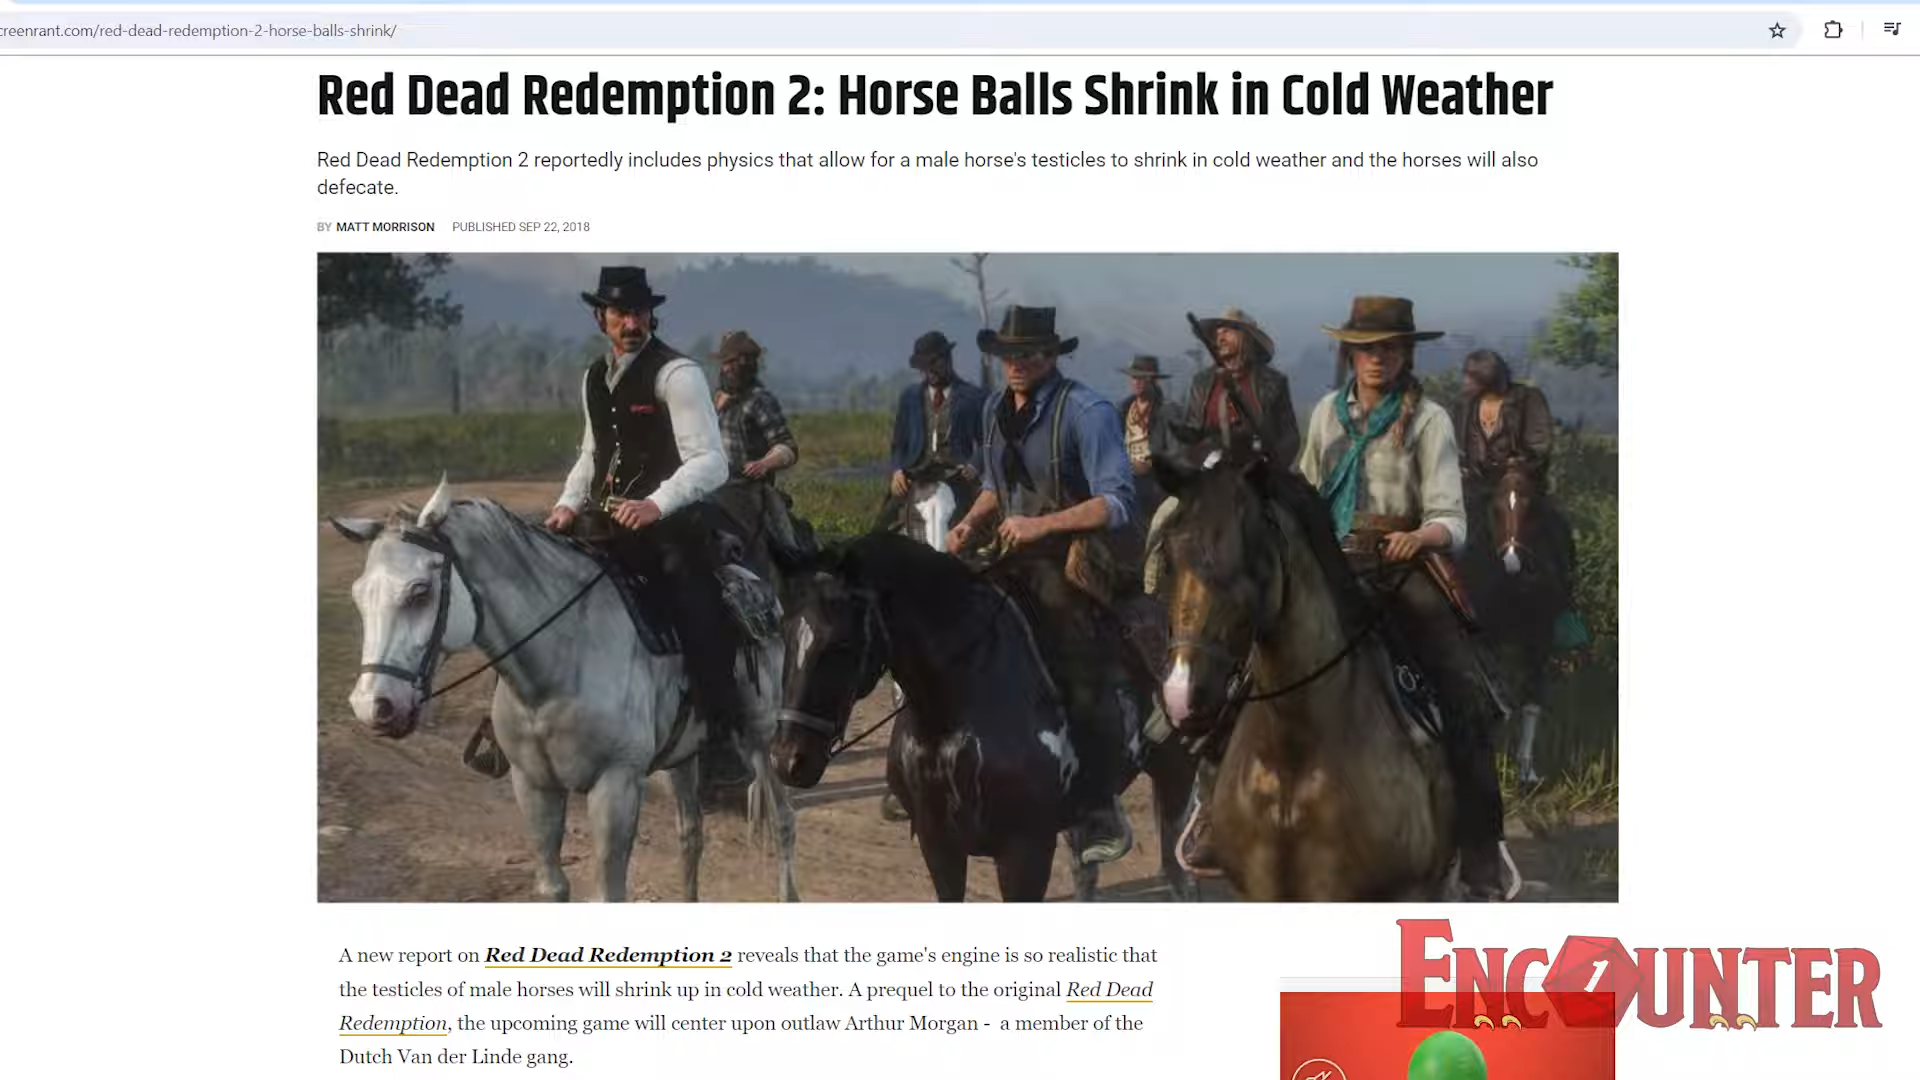 creenrant.com/red-dead-redemption-2-horse-balls-shrink/
Red Dead Redemption 2: Horse Balls Shrink in Cold Weather
Red Dead Redemption 2 reportedly includes physics that allow for a male horse's testicles to shrink in cold weather and the horses will also
defecate.
BY MATT MORRISON PUBLISHED SEP 22, 2018
A new report on Red Dead Redemption 2 reveals that the game's engine is so realistic that
the testicles of male horses will shrink up in cold weather. A prequel to the original Red Dead
Redemption, the upcoming game will center upon outlaw Arthur Morgan - a member of the
Dutch Van der Linde gang.
ENC1UNTER